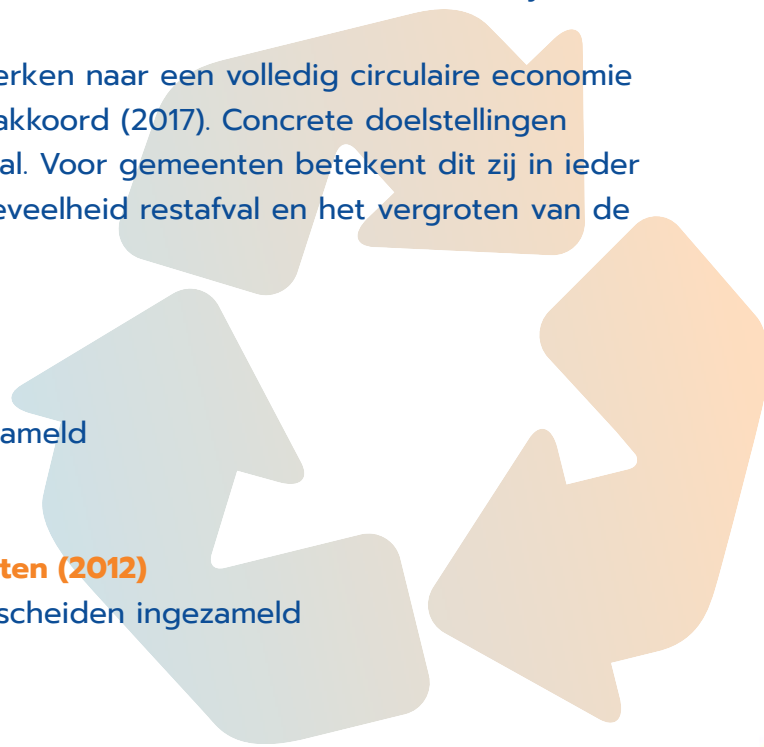 erken naar een volledig circulaire economie
akkoord (2017). Concrete doelstellingen
al. Voor gemeenten betekent dit zij in ieder
eveelheid restafval en het vergroten van de
ameld
ten (2012)
scheiden ingezameld